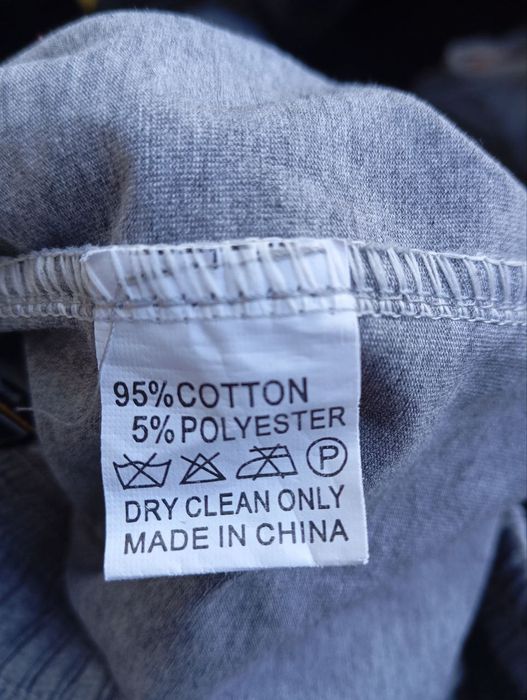 95% COTTON
5% POLYESTER
P
DRY CLEAN ONLY
MADE IN CHINA